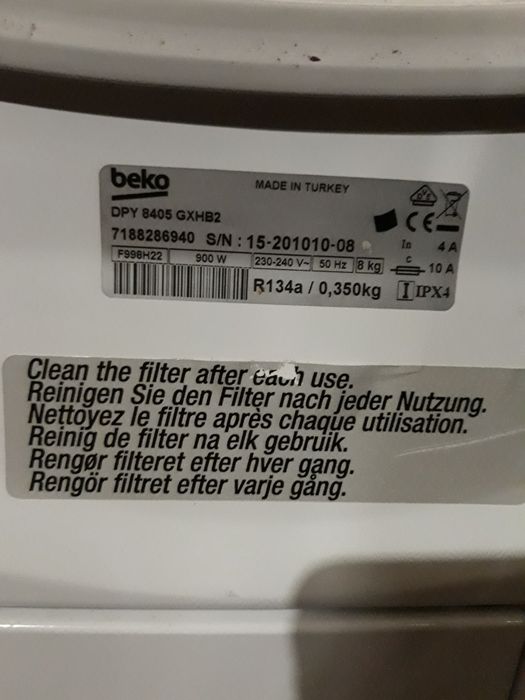 beko
MADE IN TURKEY
DPY 8405 GXHB2
7188286940 S/N : 15-201010-08
In 4 A
F998H22 900 W 230-240 V~ 50 Hz 8 kg
c 10 A
R134a / 0,350kg
IPX4
Clean the filter after each use.
Reinigen Sie den Filter nach jeder Nutzung.
Nettoyez le filtre après chaque utilisation.
Reinig de filter na elk gebruik.
Rengør filteret efter hver gang.
Rengör filtret efter varje gång.